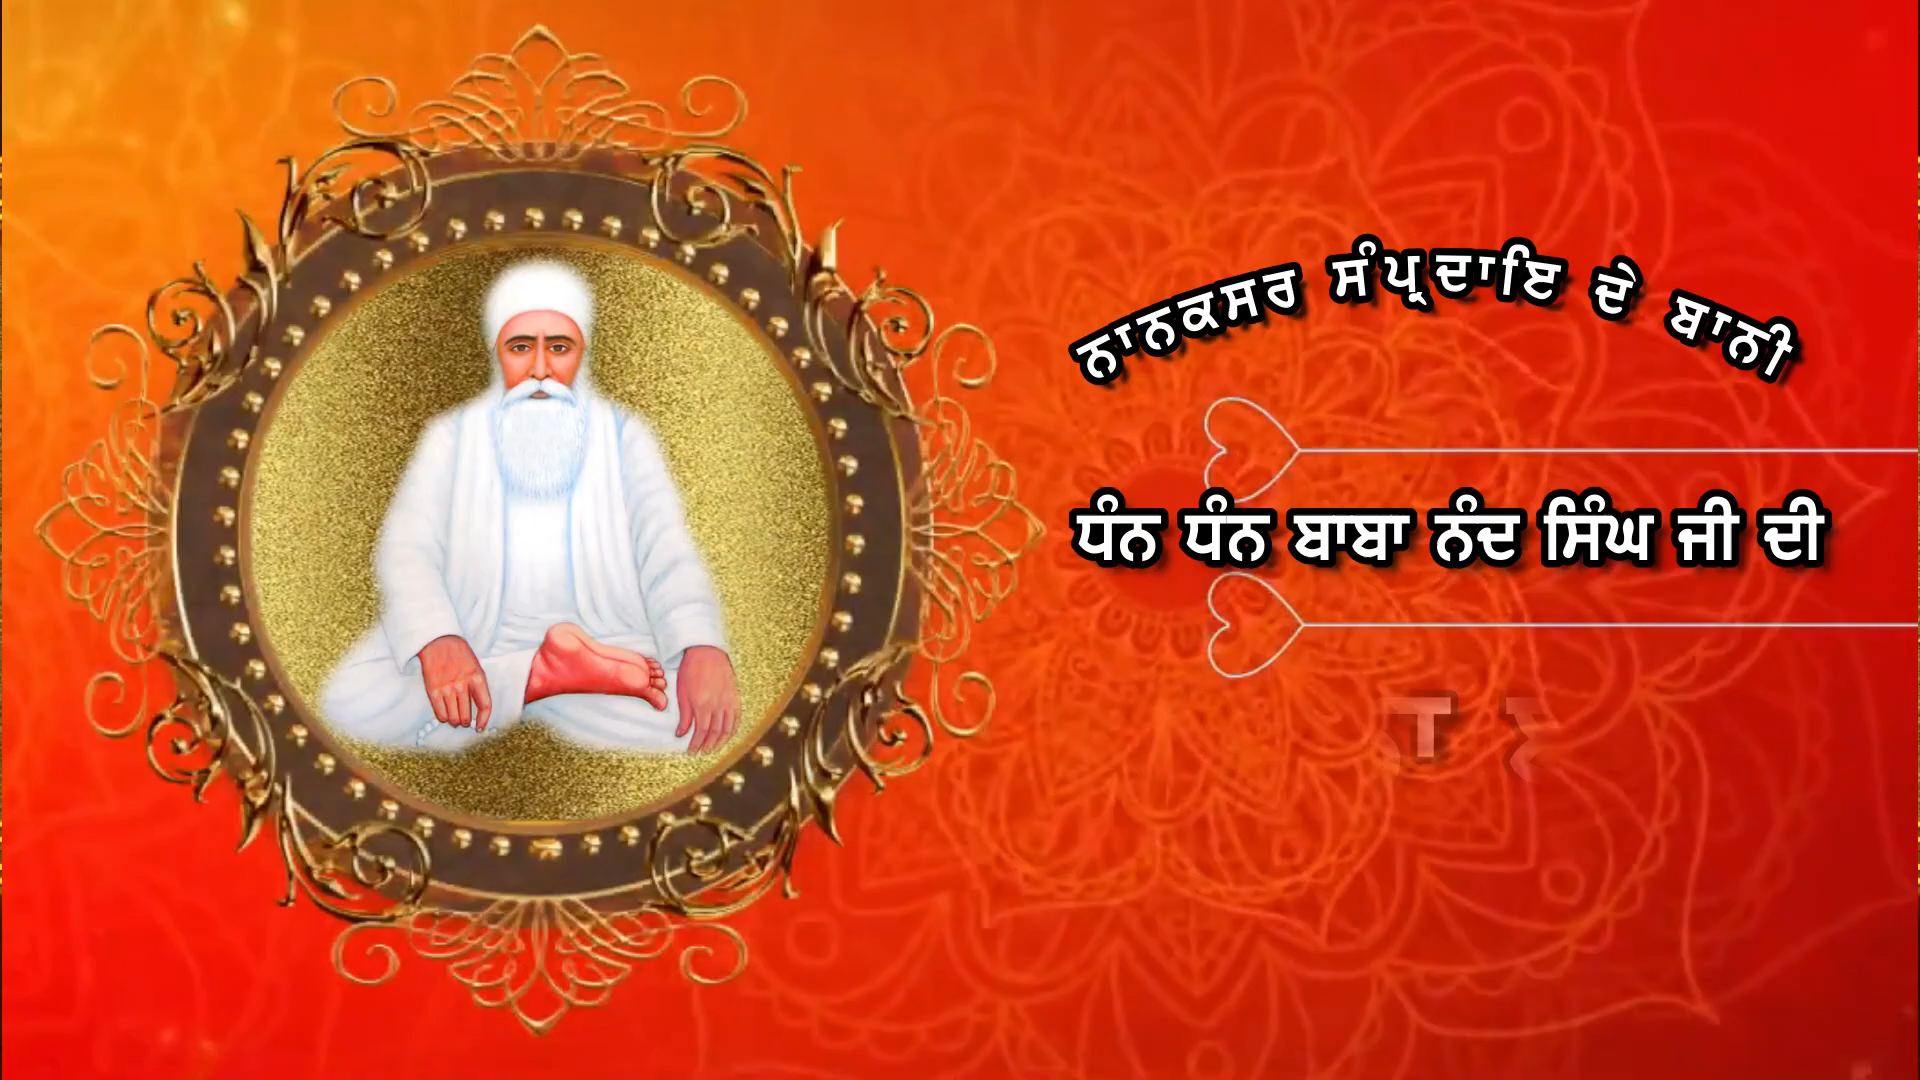 ਨਾਨਕਸਰ ਸੰਪ੍ਰਦਾਇ ਦੇ ਬਾਨੀ
ਧੰਨ ਧੰਨ ਬਾਬਾ ਨੰਦ ਸਿੰਘ ਜੀ ਦੀ